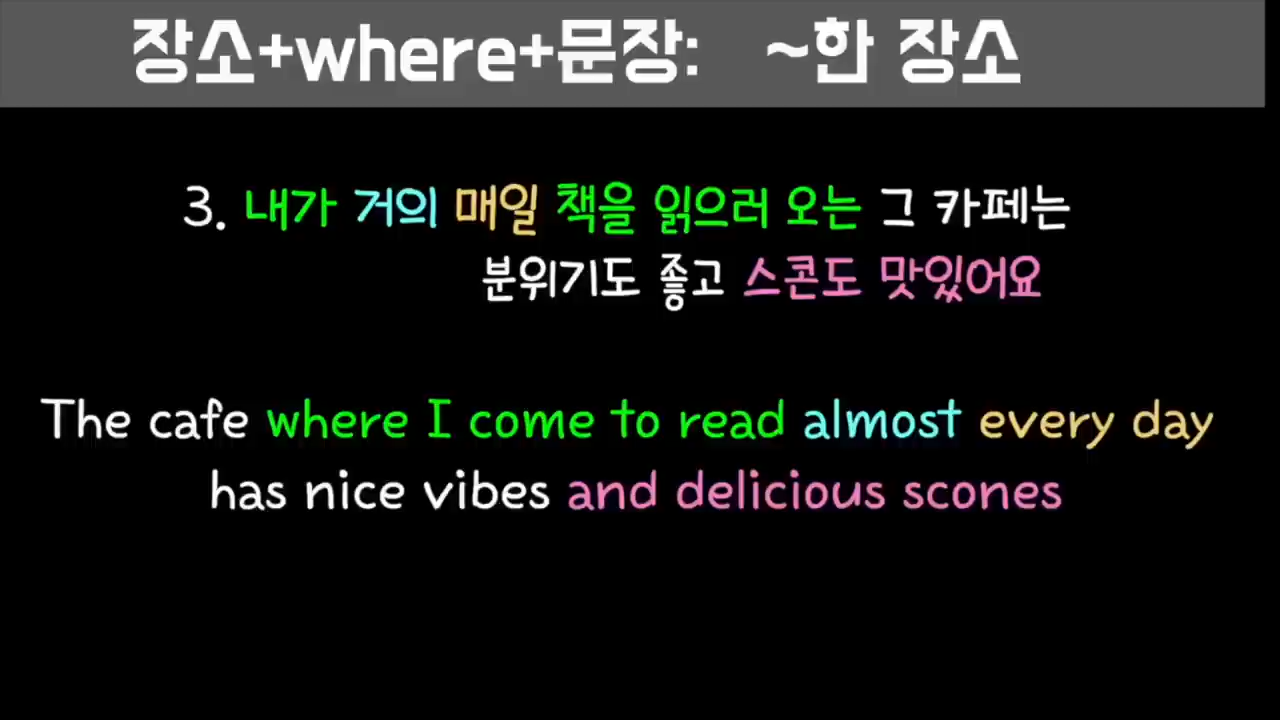 장소+where+문장: ~한 장소
3. 내가 거의 매일 책을 읽으러 오는 그 카페는
분위기도 좋고 스콘도 맛있어요
The cafe where I come to read almost every day
has nice vibes and delicious scones